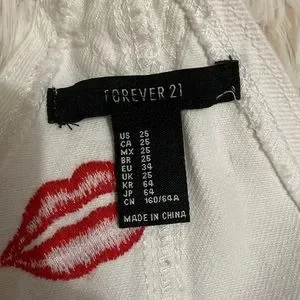 FOREVER 21
US 25
CA 25
MX 25
BR 25
EU 34
UK 25
KR 64
JP 64
CN 160/64A
MADE IN CHINA